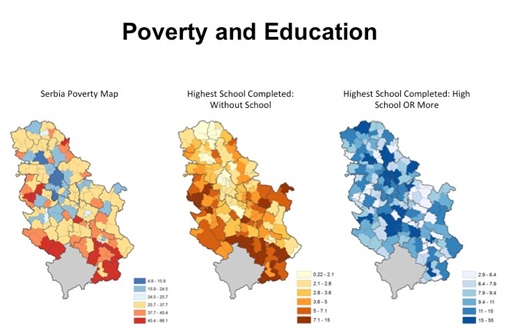 Poverty and Education
Serbia Poverty Map
Highest School Completed:
Without School
Highest School Completed: High
School OR More
4.8 - 15.8
15.9 - 24.5
24.5 - 25.7
25.7 - 37.7
37.7 - 45.4
45.4 - 66.1
0.22 - 2.1
2.1 - 2.8
2.8 - 3.6
3.6 - 5
5 - 7.1
7.1 - 15
2.9 - 6.4
6.4 - 7.9
7.9 - 9.4
9.4 - 11
11 - 15
15 - 55